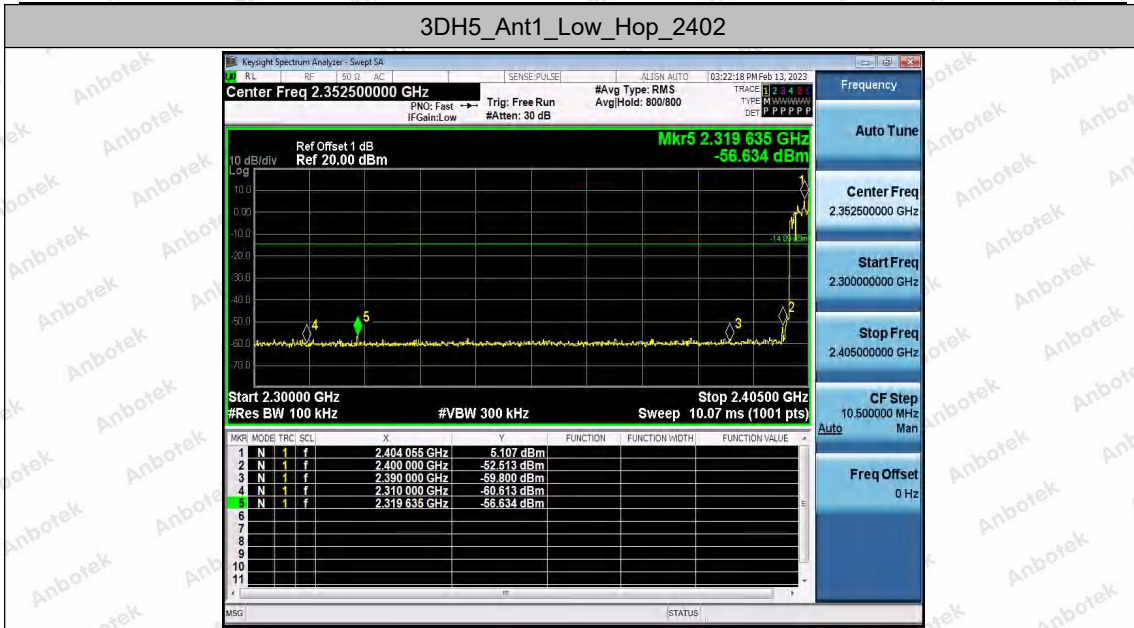 3DH5_Ant1_Low_Hop_2402
Keysight Spectrum Analyzer - Swept SA
RL RF 50 Ω AC SENSE:PULSE ALIGN AUTO 03:22:18 PM Feb 13, 2023
Center Freq 2.352500000 GHz
PNO: Fast
IFGain:Low
Trig: Free Run
#Atten: 30 dB
#Avg Type: RMS
Avg|Hold: 800/800
TRACE 1 2 3 4 5 6
TYPE M W W W W W
DET P P P P P P
Ref Offset 1 dB
Ref 20.00 dBm
10 dB/div
Log
Mkr5 2.319 635 GHz
-56.634 dBm
10.0
0.00
-10.0
-20.0
-30.0
-40.0
-50.0
-60.0
-70.0
1
2
3
4
5
Start 2.30000 GHz Stop 2.40500 GHz
#Res BW 100 kHz #VBW 300 kHz Sweep 10.07 ms (1001 pts)
MKR MODE TRC SCL X Y FUNCTION FUNCTION WIDTH FUNCTION VALUE
1 N 1 f 2.404 055 GHz 5.107 dBm
2 N 1 f 2.400 000 GHz -52.513 dBm
3 N 1 f 2.390 000 GHz -59.800 dBm
4 N 1 f 2.310 000 GHz -60.613 dBm
5 N 1 f 2.319 635 GHz -56.634 dBm
6
7
8
9
10
11
MSG STATUS
Frequency
Auto Tune
Center Freq
2.352500000 GHz
Start Freq
2.300000000 GHz
Stop Freq
2.405000000 GHz
CF Step
10.500000 MHz
Auto Man
Freq Offset
0 Hz
Anbotek